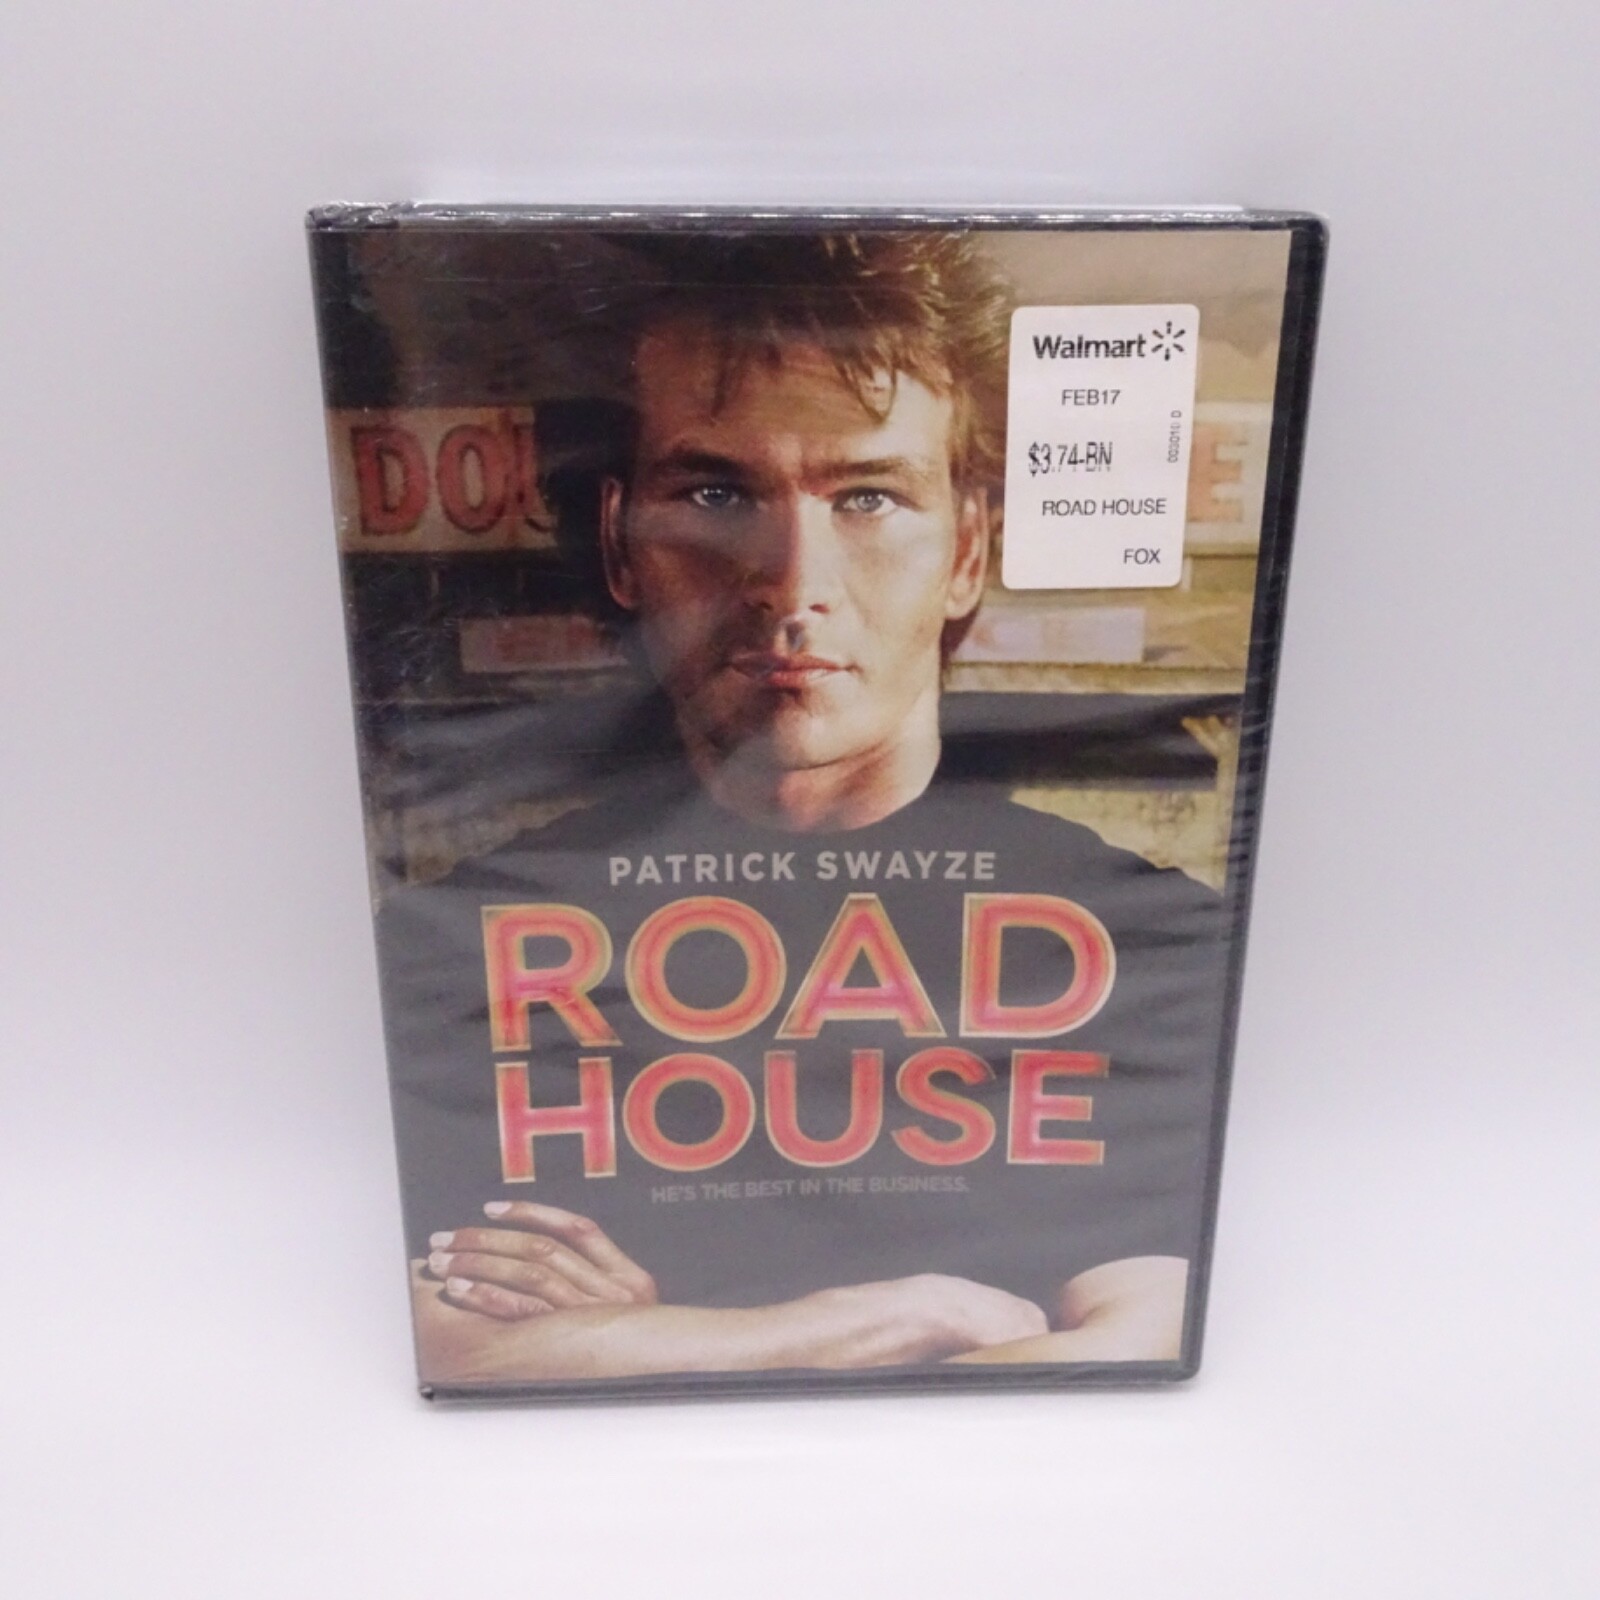 Walmart
FEB17
$3.74-BN
ROAD HOUSE
FOX
PATRICK SWAYZE
ROAD
HOUSE
HE'S THE BEST IN THE BUSINESS.